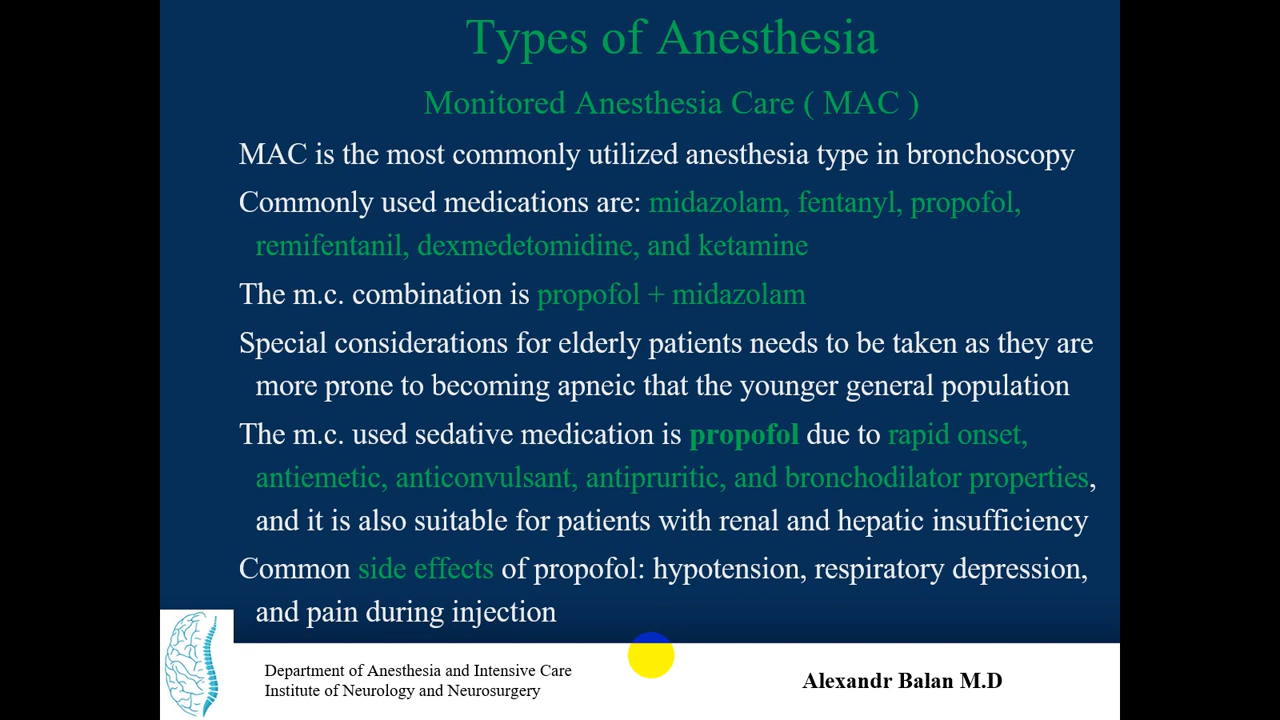 Types of Anesthesia
Monitored Anesthesia Care ( MAC )
MAC is the most commonly utilized anesthesia type in bronchoscopy
Commonly used medications are: midazolam, fentanyl, propofol,
remifentanil, dexmedetomidine, and ketamine
The m.c. combination is propofol + midazolam
Special considerations for elderly patients needs to be taken as they are
more prone to becoming apneic that the younger general population
The m.c. used sedative medication is propofol due to rapid onset,
antiemetic, anticonvulsant, antipruritic, and bronchodilator properties,
and it is also suitable for patients with renal and hepatic insufficiency
Common side effects of propofol: hypotension, respiratory depression,
and pain during injection
Department of Anesthesia and Intensive Care
Institute of Neurology and Neurosurgery
Alexandr Balan M.D